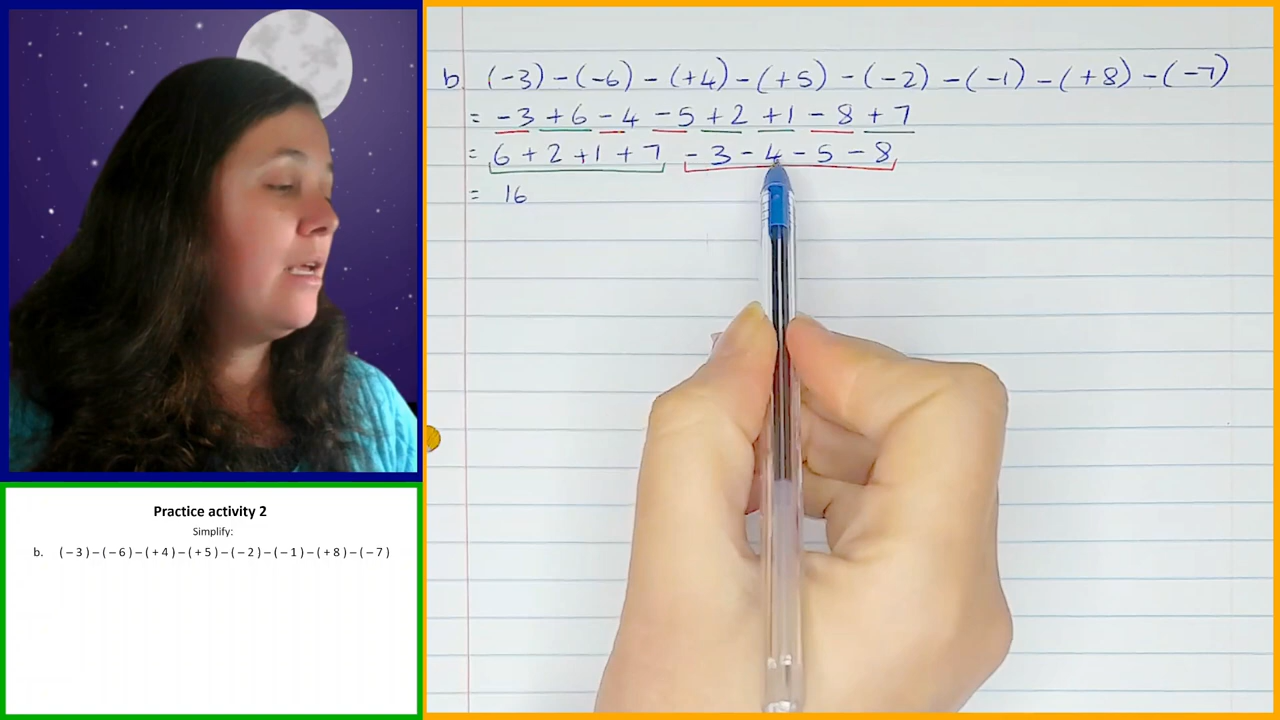 Practice activity 2
Simplify:
b. ( – 3 ) – ( – 6 ) – ( + 4 ) – ( + 5 ) – ( – 2 ) – ( – 1 ) – ( + 8 ) – ( – 7 )
b. (-3) - (-6) - (+4) - (+5) - (-2) - (-1) - (+8) - (-7)
= -3 + 6 - 4 - 5 + 2 + 1 - 8 + 7
= 6 + 2 + 1 + 7 - 3 - 4 - 5 - 8
= 16